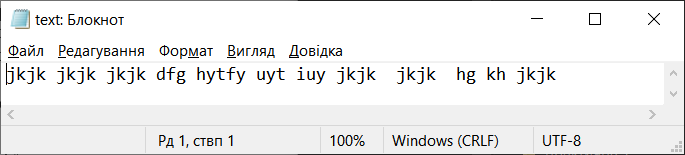 text: Блокнот
Файл Редагування Формат Вигляд Довідка
jkjk jkjk jkjk dfg hytfy uyt iuy jkjk  jkjk  hg kh jkjk
Рд 1, ствп 1 100% Windows (CRLF) UTF-8